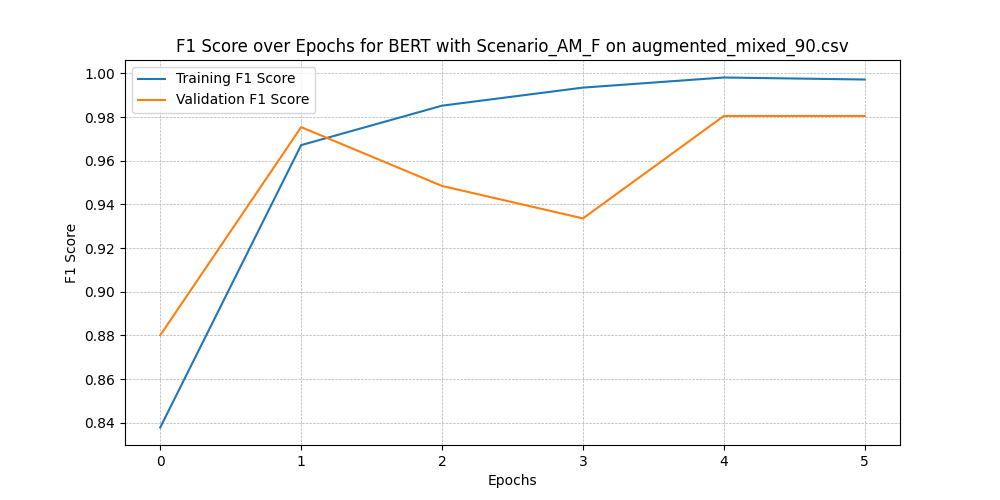 F1 Score over Epochs for BERT with Scenario_AM_F on augmented_mixed_90.csv
Training F1 Score
Validation F1 Score
F1 Score
1.00
0.98
0.96
0.94
0.92
0.90
0.88
0.86
0.84
0 1 2 3 4 5
Epochs